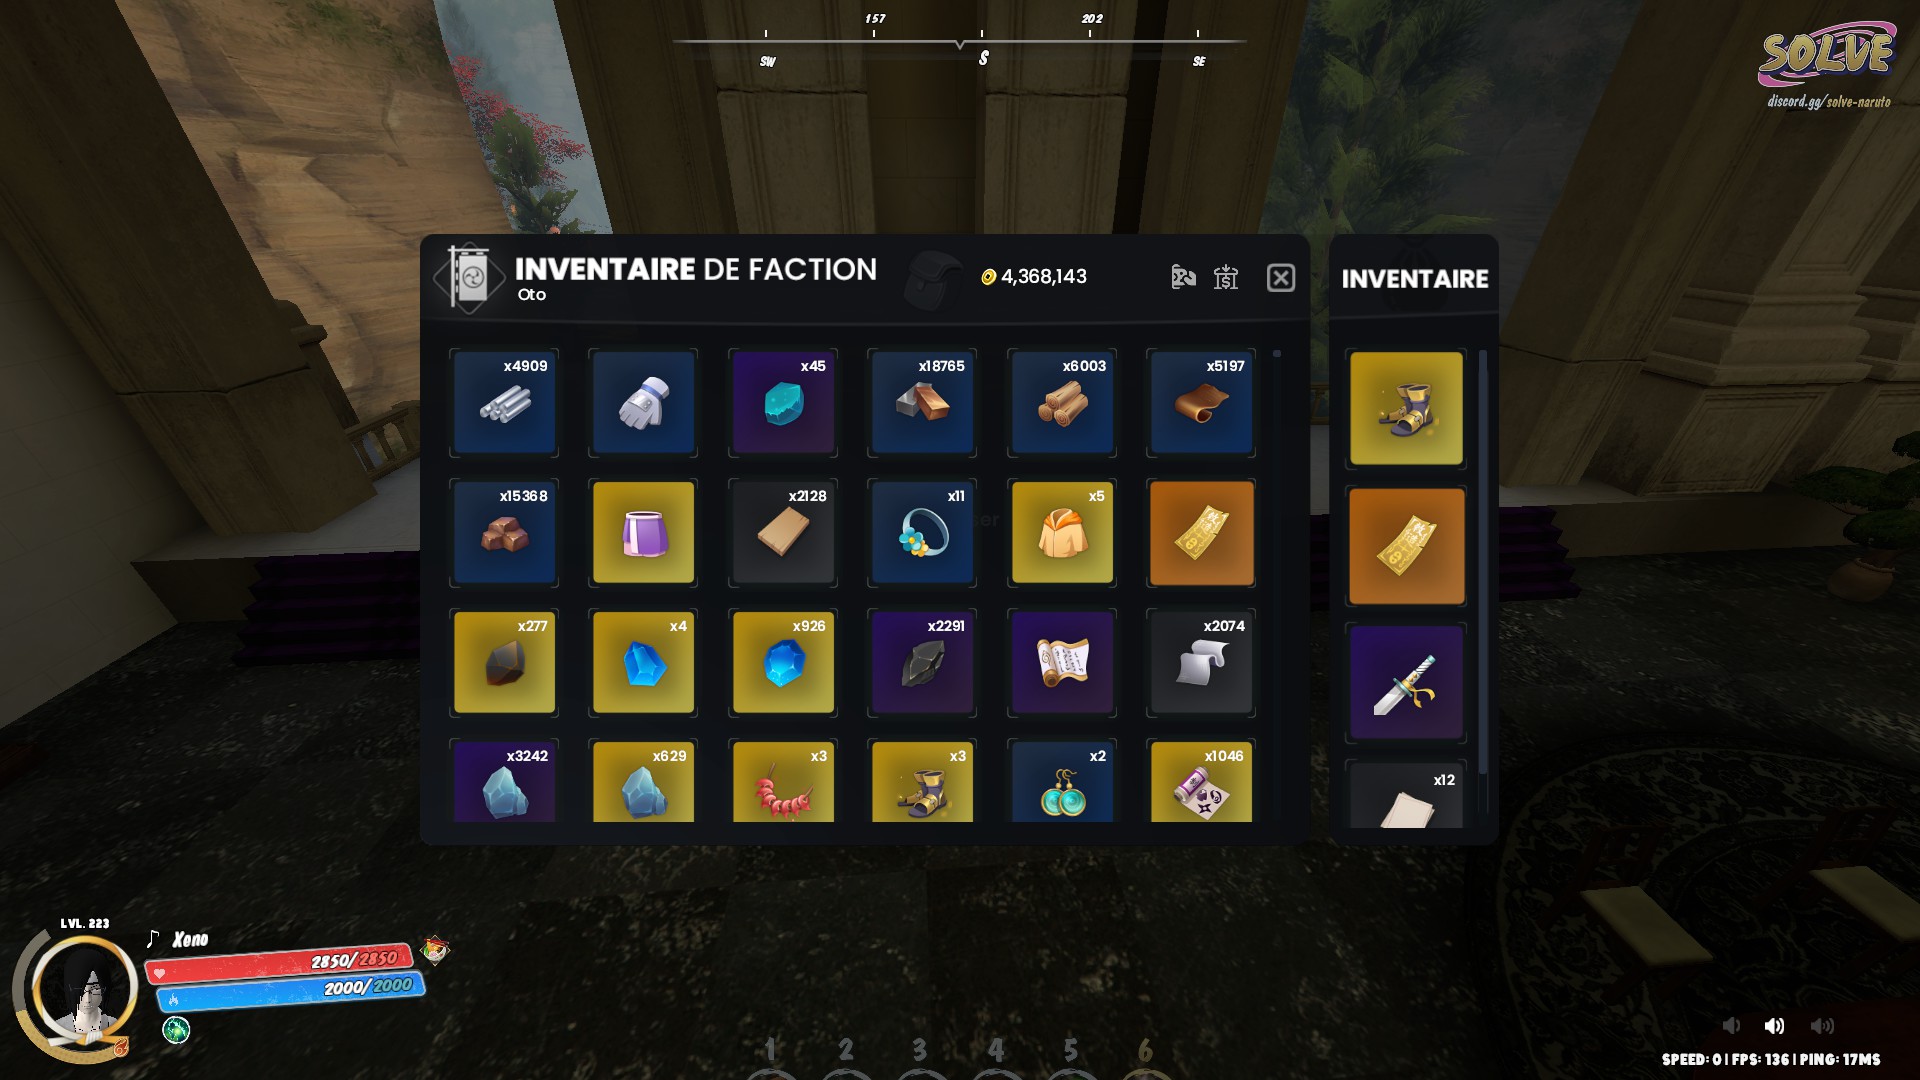 157
202
SW
S
SE
SOLVE
discord.gg/solve-naruto
INVENTAIRE DE FACTION
Oto
4,368,143
INVENTAIRE
x4909
x45
x18765
x6003
x5197
x15368
x2128
x11
x5
x277
x4
x926
x2291
x2074
x3242
x629
x3
x3
x2
x1046
x12
LVL. 223
Xeno
2850/2850
2000/2000
1
2
3
4
5
6
SPEED: 0 | FPS: 136 | PING: 17MS